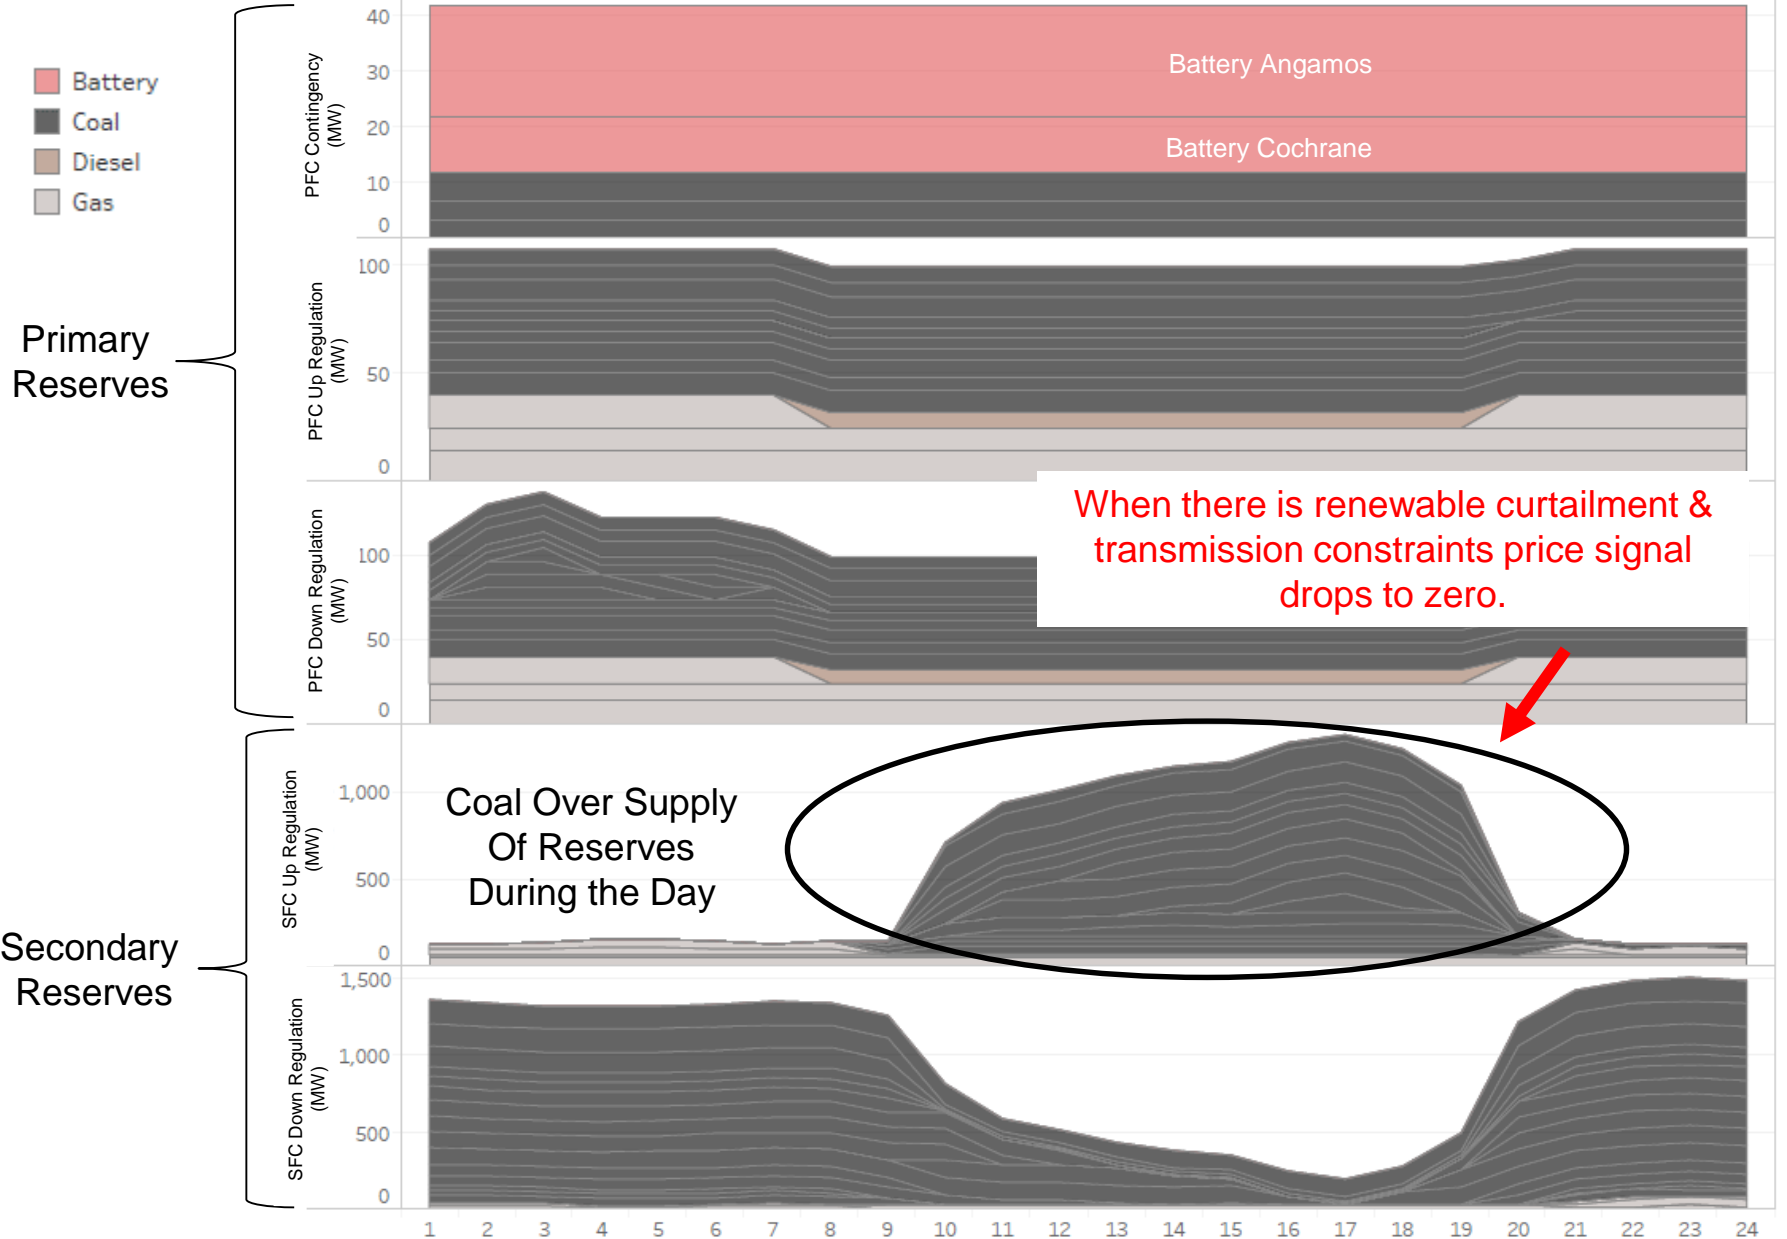 Battery
Coal
Diesel
Gas
Primary
Reserves
Secondary
Reserves
PFC Contingency
(MW)
40
30
20
10
0
Battery Angamos
Battery Cochrane
PFC Up Regulation
(MW)
100
50
0
PFC Down Regulation
(MW)
100
50
0
When there is renewable curtailment &
transmission constraints price signal
drops to zero.
SFC Up Regulation
(MW)
1,000
500
0
Coal Over Supply
Of Reserves
During the Day
SFC Down Regulation
(MW)
1,500
1,000
500
0
1 2 3 4 5 6 7 8 9 10 11 12 13 14 15 16 17 18 19 20 21 22 23 24